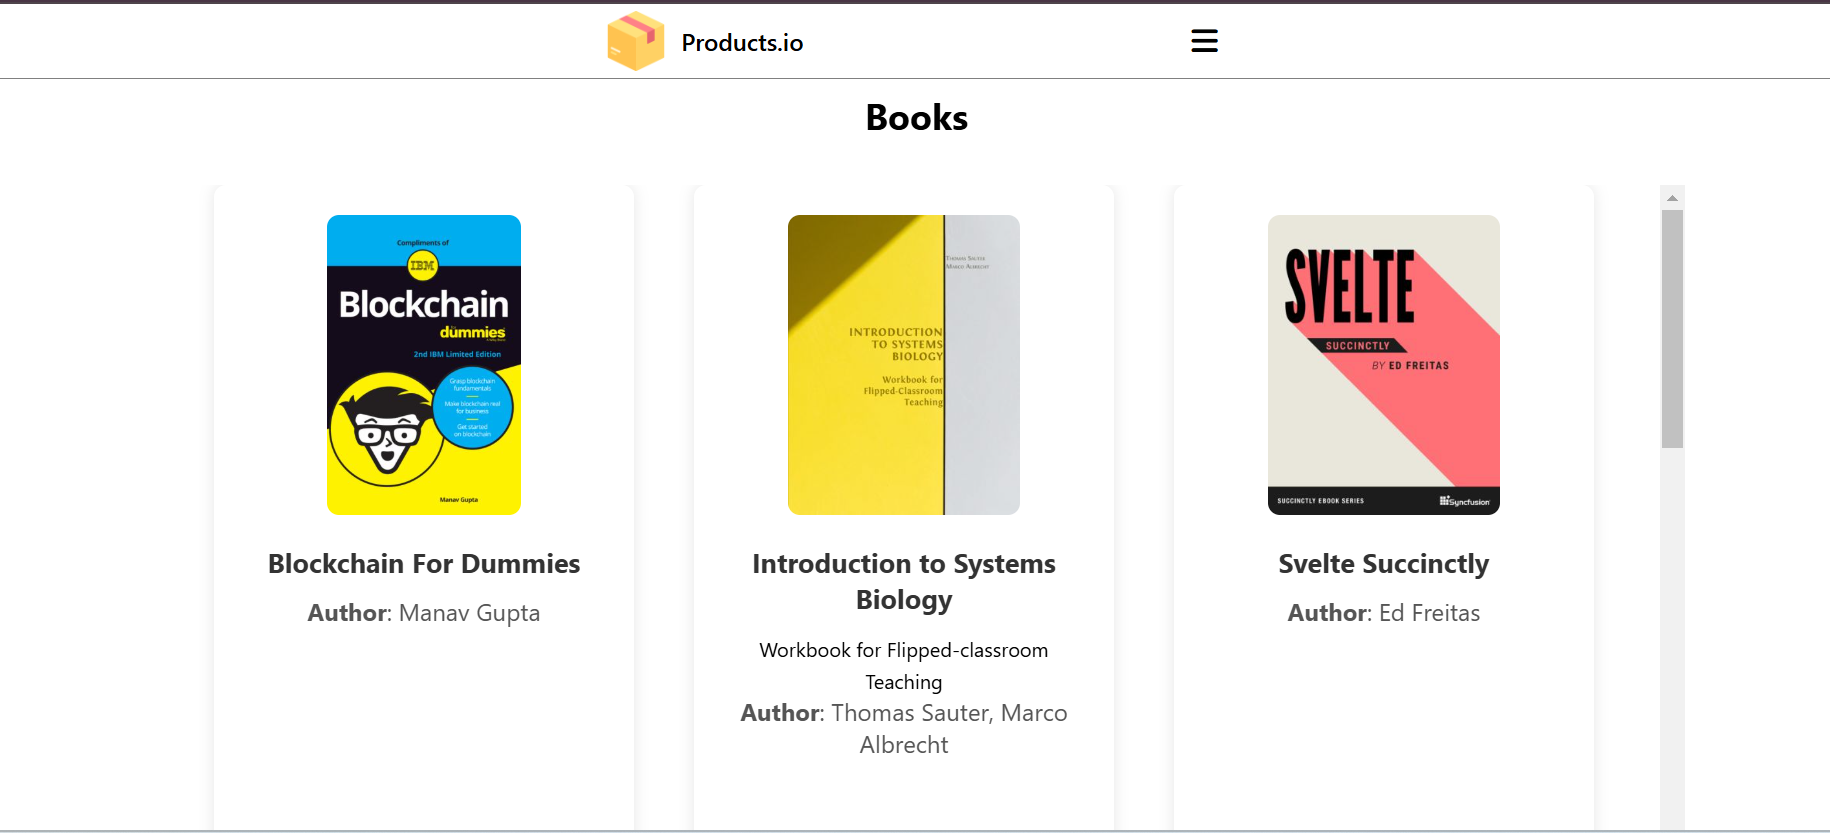 Products.io
Books
Compliments of
IBM
Blockchain
for
dummies
2nd IBM Limited Edition
Grasp blockchain
fundamentals
Make blockchain real
for business
Get started
on blockchain
Manav Gupta
Blockchain For Dummies
Author: Manav Gupta
Thomas Sauter
Marco Albrecht
INTRODUCTION
TO SYSTEMS
BIOLOGY
Workbook for
Flipped-Classroom
Teaching
Introduction to Systems
Biology
Workbook for Flipped-classroom
Teaching
Author: Thomas Sauter, Marco
Albrecht
SVELTE
SUCCINCTLY
BY ED FREITAS
SUCCINCTLY EBOOK SERIES
Syncfusion
Svelte Succinctly
Author: Ed Freitas